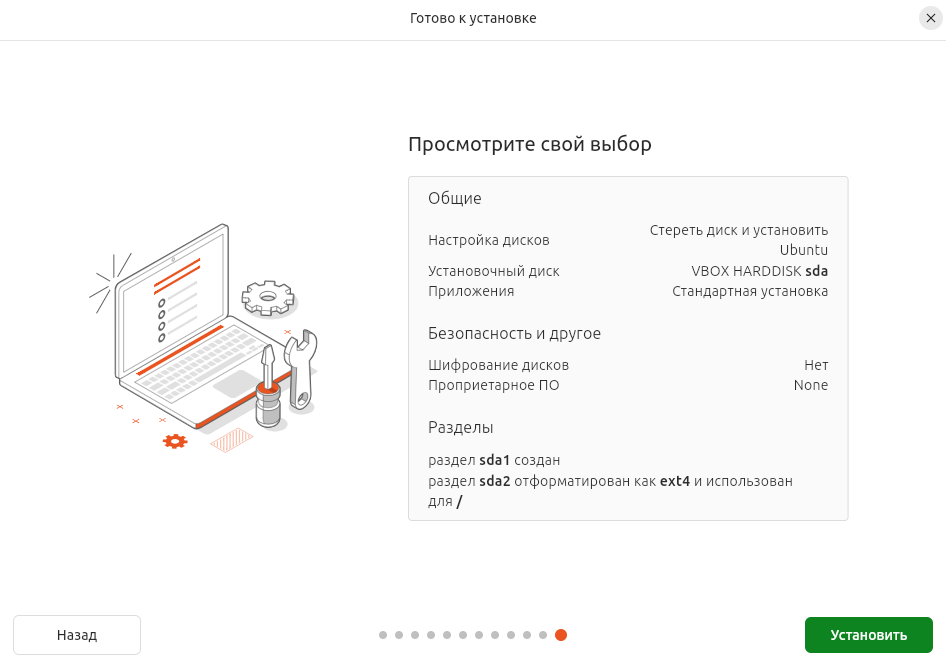 Готово к установке
Просмотрите свой выбор
Общие
Настройка дисков
Стереть диск и установить
Ubuntu
Установочный диск
VBOX HARDDISK sda
Приложения
Стандартная установка
Безопасность и другое
Шифрование дисков
Нет
Проприетарное ПО
None
Разделы
раздел sda1 создан
раздел sda2 отформатирован как ext4 и использован
для /
Назад
Установить